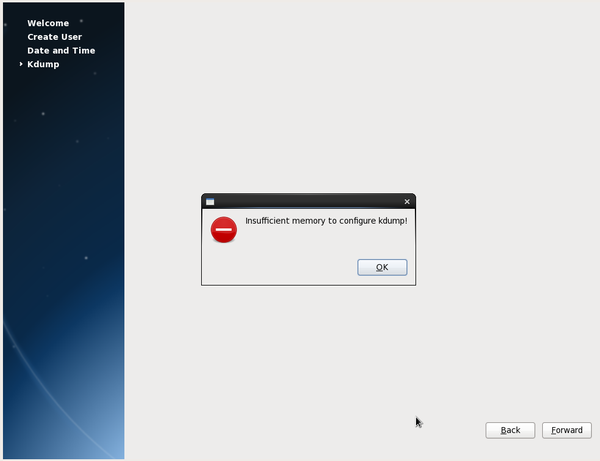 Welcome
Create User
Date and Time
Kdump
Insufficient memory to configure kdump!
OK
Back
Forward